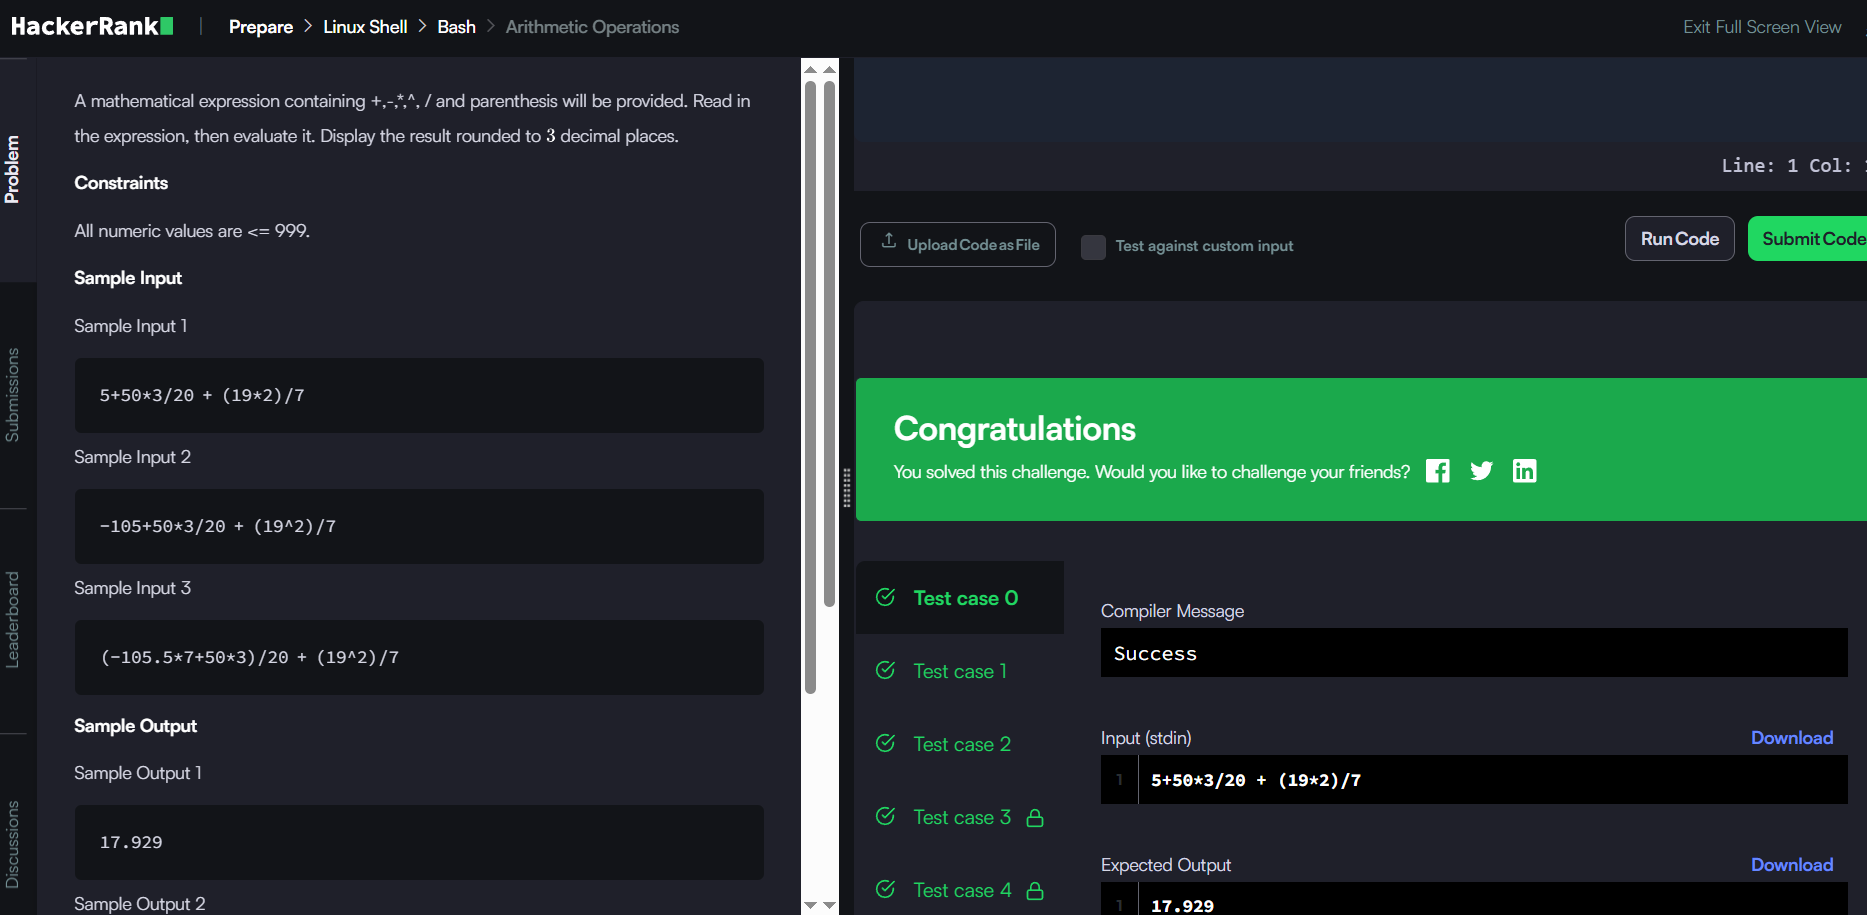 HackerRank
Prepare > Linux Shell > Bash > Arithmetic Operations
Exit Full Screen View
Problem
Submissions
Leaderboard
Discussions
A mathematical expression containing +,-,*,^, / and parenthesis will be provided. Read in
the expression, then evaluate it. Display the result rounded to 3 decimal places.
Constraints
All numeric values are <= 999.
Sample Input
Sample Input 1
5+50*3/20 + (19*2)/7
Sample Input 2
-105+50*3/20 + (19^2)/7
Sample Input 3
(-105.5*7+50*3)/20 + (19^2)/7
Sample Output
Sample Output 1
17.929
Sample Output 2
Line: 1 Col:
Upload Code as File
Test against custom input
Run Code
Submit Code
Congratulations
You solved this challenge. Would you like to challenge your friends?
Test case 0
Test case 1
Test case 2
Test case 3
Test case 4
Compiler Message
Success
Input (stdin)
Download
1 5+50*3/20 + (19*2)/7
Expected Output
Download
1 17.929